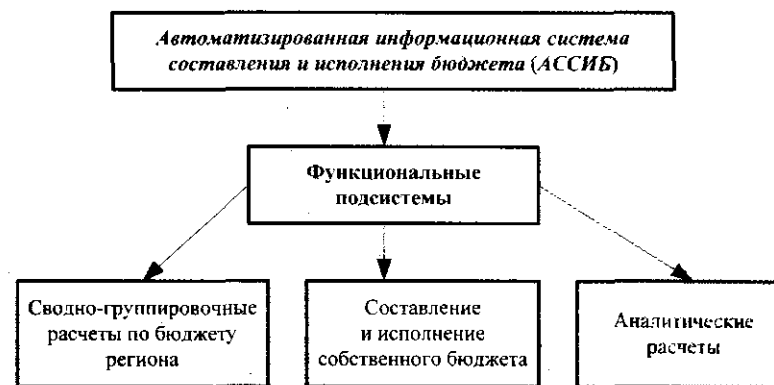 Автоматизированная информационная система
составления и исполнения бюджета (АССИБ)
Функциональные
подсистемы
Сводно-группировочные
расчеты по бюджету
региона
Составление
и исполнение
собственного бюджета
Аналитические
расчеты